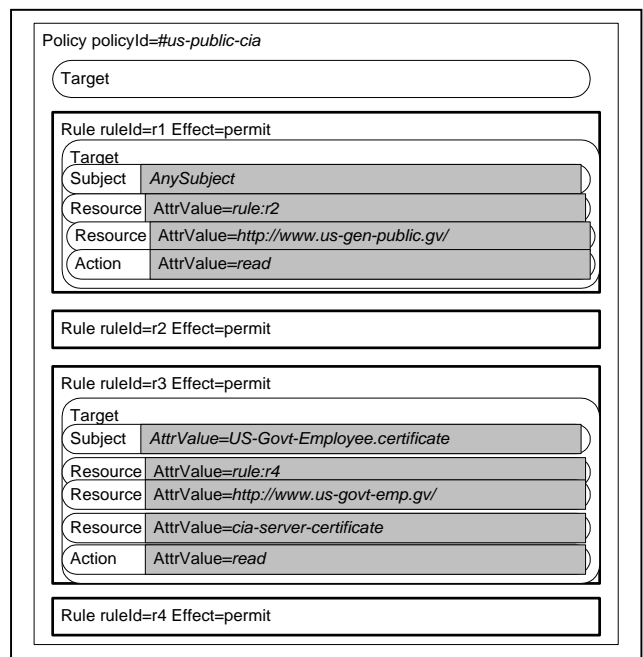 Policy policyId=#us-public-cia
Target
Rule ruleId=r1 Effect=permit
Target
Subject AnySubject
Resource AttrValue=rule:r2
Resource AttrValue=http://www.us-gen-public.gv/
Action AttrValue=read
Rule ruleId=r2 Effect=permit
Rule ruleId=r3 Effect=permit
Target
Subject AttrValue=US-Govt-Employee.certificate
Resource AttrValue=rule:r4
Resource AttrValue=http://www.us-govt-emp.gv/
Resource AttrValue=cia-server-certificate
Action AttrValue=read
Rule ruleId=r4 Effect=permit